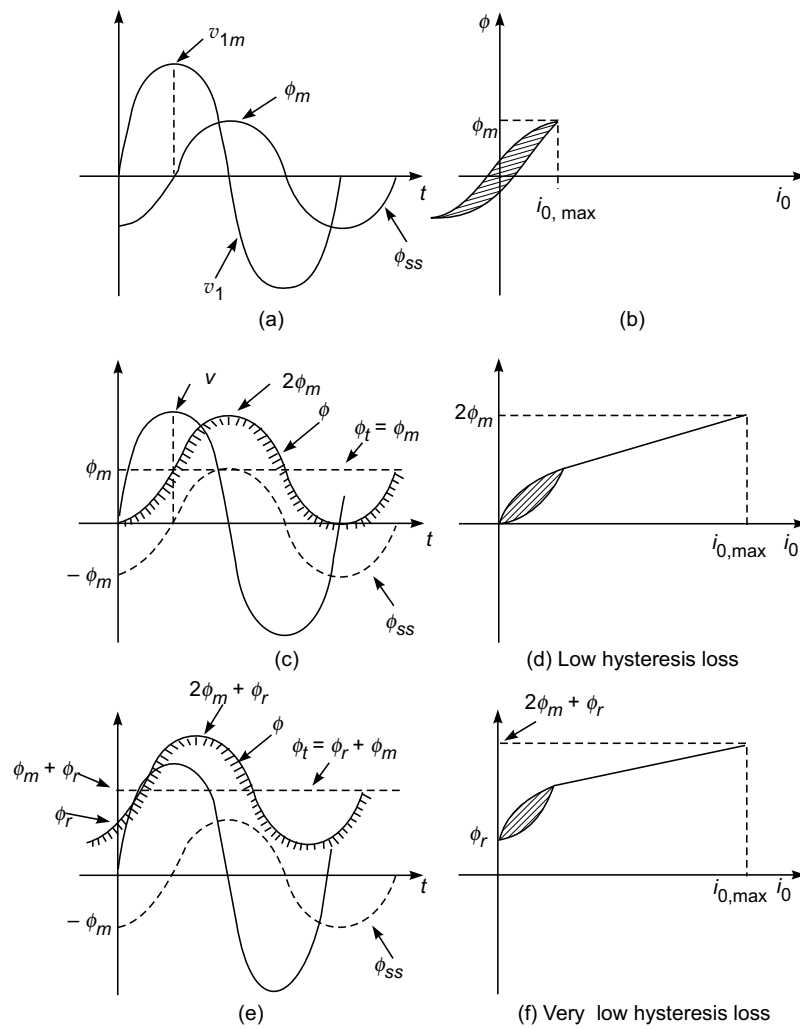 v1m
ϕm
t
ϕss
v1
(a)
ϕ
ϕm
i0, max
i0
(b)
v
2ϕm
ϕ
ϕt = ϕm
ϕm
t
– ϕm
ϕss
(c)
2ϕm
i0,max i0
(d) Low hysteresis loss
2ϕm + ϕr
ϕ
ϕt = ϕr + ϕm
ϕm + ϕr
ϕr
t
– ϕm
ϕss
(e)
2ϕm + ϕr
ϕr
i0,max i0
(f) Very low hysteresis loss